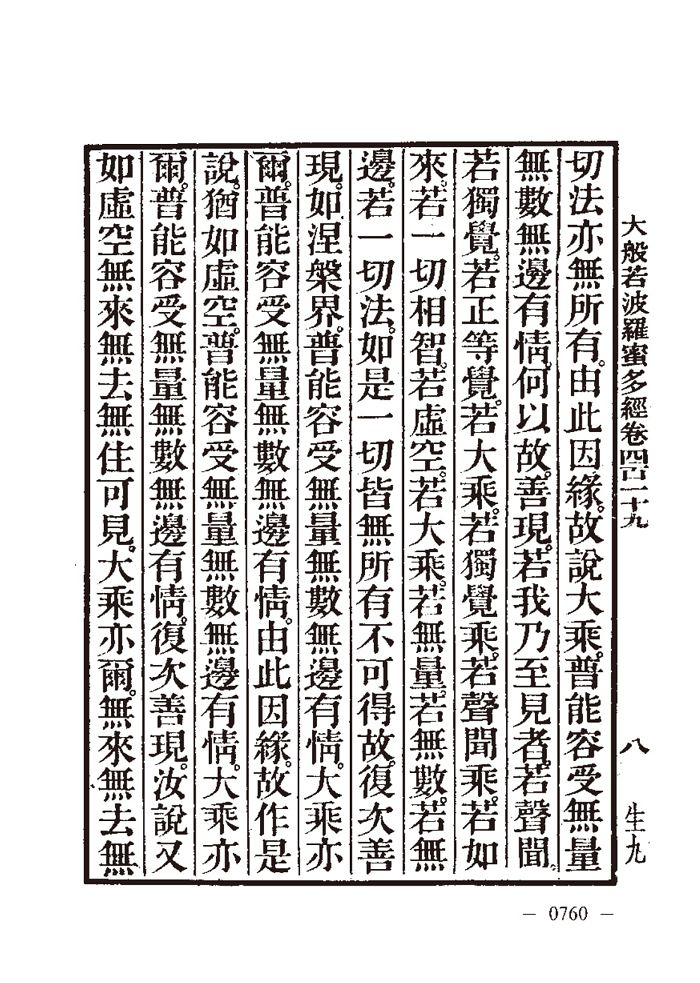 大般若波羅蜜多經卷四百一十九 八 生九
切法亦無所有。由此因緣。故說大乘。普能容受無量
無數無邊有情。何以故。善現。若我乃至見者。若聲聞。
若獨覺。若正等覺。若大乘。若獨覺乘。若聲聞乘。若如
來。若一切相智。若虛空。若大乘。若無量。若無數。若無
邊。若一切法。如是一切皆無所有不可得故。復次善
現。如涅槃界。普能容受無量無數無邊有情。大乘亦
爾。普能容受無量無數無邊有情。由此因緣。故作是
說。猶如虛空。普能容受無量無數無邊有情。大乘亦
爾。普能容受無量無數無邊有情。復次善現。汝說又
如虛空無來無去無住可見。大乘亦爾。無來無去無
— 0760 —